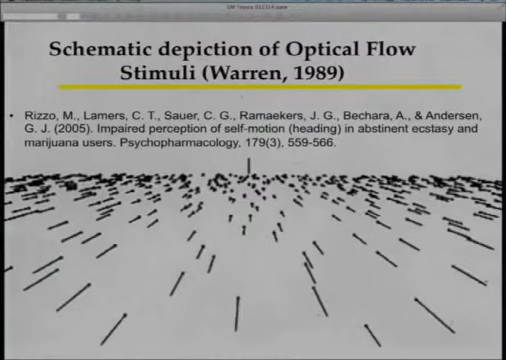 Schematic depiction of Optical Flow
Stimuli (Warren, 1989)
• Rizzo, M., Lamers, C. T., Sauer, C. G., Ramaekers, J. G., Bechara, A., & Andersen,
G. J. (2005). Impaired perception of self-motion (heading) in abstinent ecstasy and
marijuana users. Psychopharmacology, 179(3), 559-566.